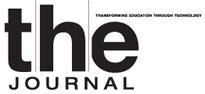 the
TRANSFORMING EDUCATION THROUGH TECHNOLOGY
JOURNAL